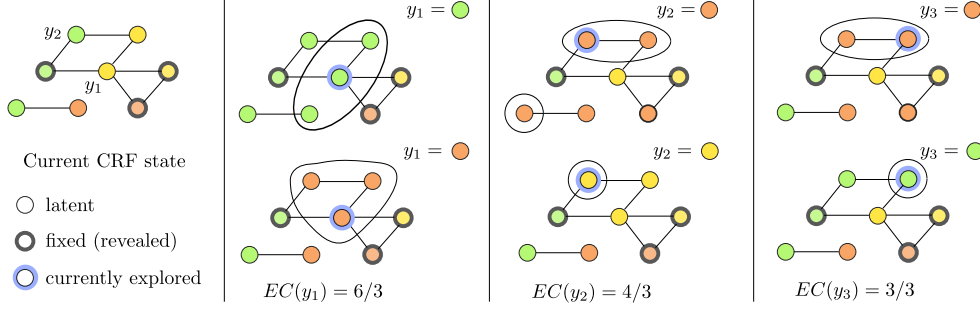 y₂
y₁
Current CRF state
latent
fixed (revealed)
currently explored
y₁ =
y₁ =
EC(y₁) = 6/3
y₂ =
y₂ =
EC(y₂) = 4/3
y₃ =
y₃ =
EC(y₃) = 3/3